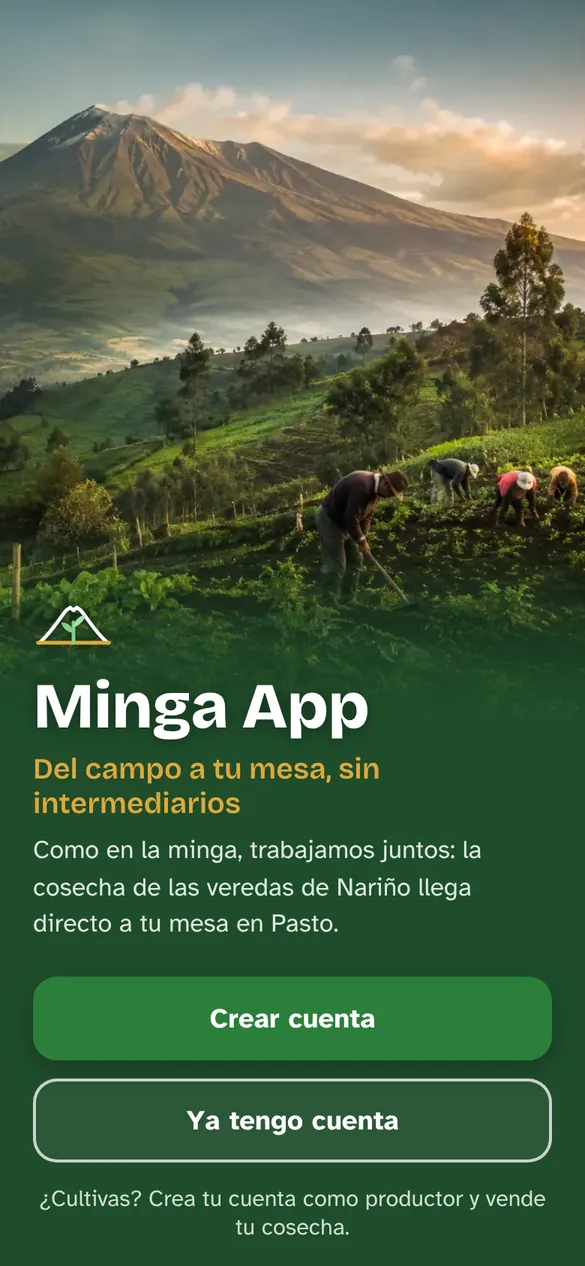 Minga App
Del campo a tu mesa, sin
intermediarios
Como en la minga, trabajamos juntos: la
cosecha de las veredas de Nariño llega
directo a tu mesa en Pasto.
Crear cuenta
Ya tengo cuenta
¿Cultivas? Crea tu cuenta como productor y vende
tu cosecha.